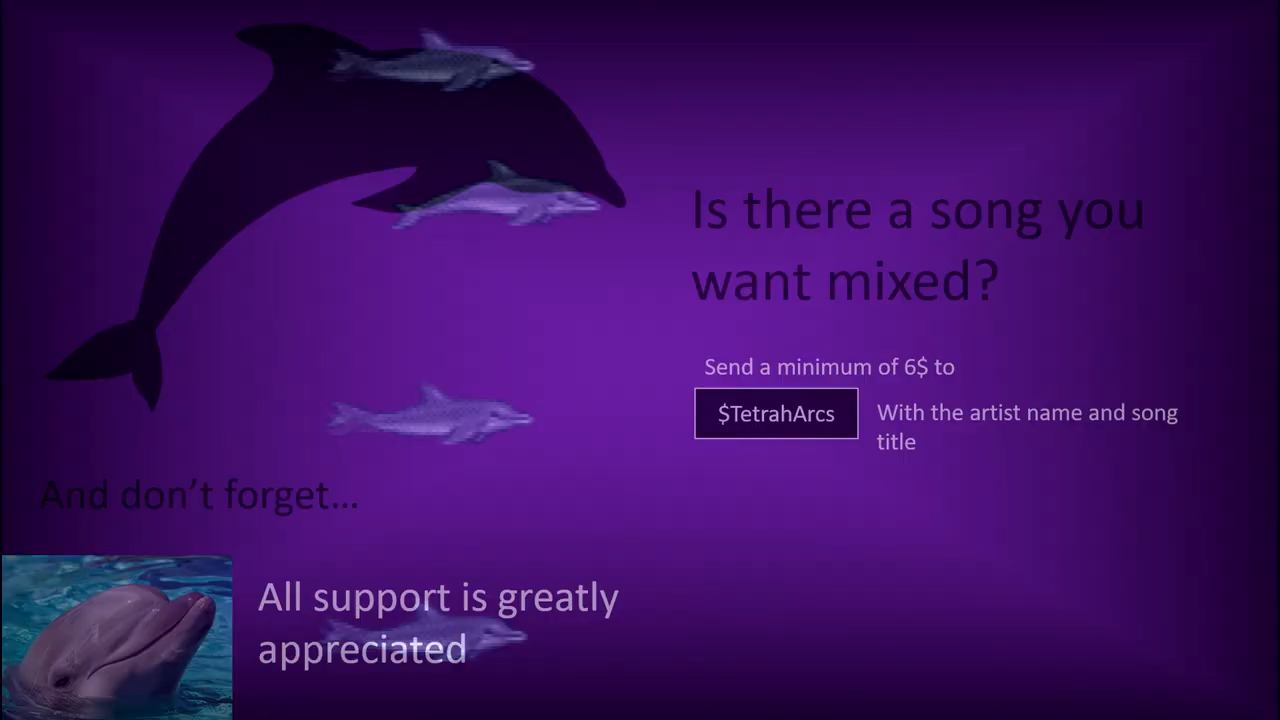 Is there a song you
want mixed?
Send a minimum of 6$ to
$TetrahArcs
With the artist name and song
title
And don’t forget…
All support is greatly
appreciated